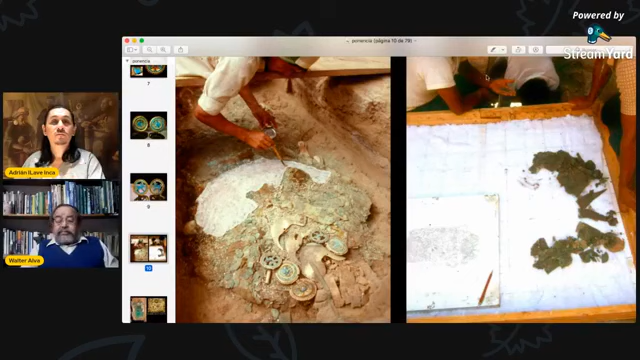 Powered by
StreamYard
ponencia (página 10 de 79)
ponencia
7
8
9
10
Adrián ILave Inca
Walter Alva